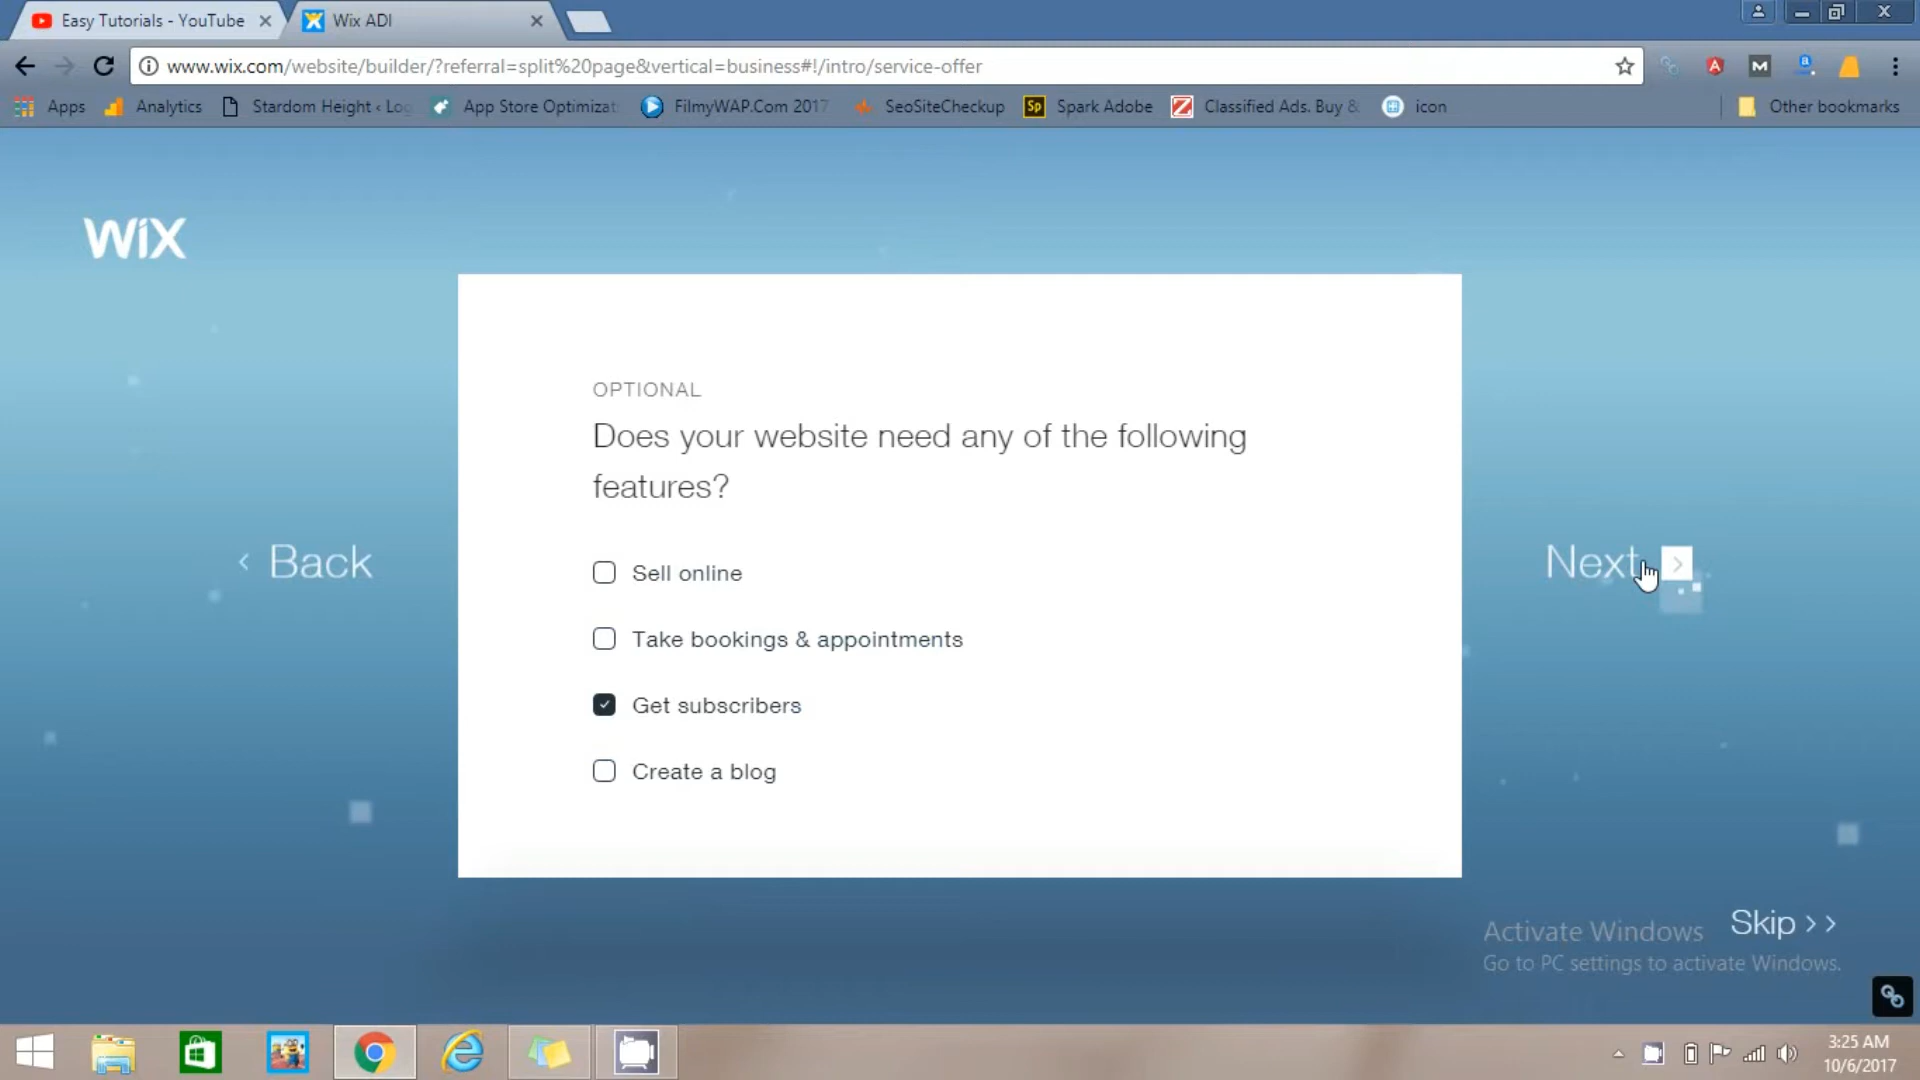 Easy Tutorials - YouTube
Wix ADI
www.wix.com/website/builder/?referral=split%20page&vertical=business#!/intro/service-offer
Apps
Analytics
Stardom Height ‹ Log
App Store Optimizat
FilmyWAP.Com 2017
SeoSiteCheckup
Sp
Spark Adobe
Classified Ads. Buy &
icon
Other bookmarks
WiX
OPTIONAL
Does your website need any of the following
features?
Sell online
Take bookings & appointments
Get subscribers
Create a blog
‹ Back
Next
Skip >>
Activate Windows
Go to PC settings to activate Windows.
3:25 AM
10/6/2017